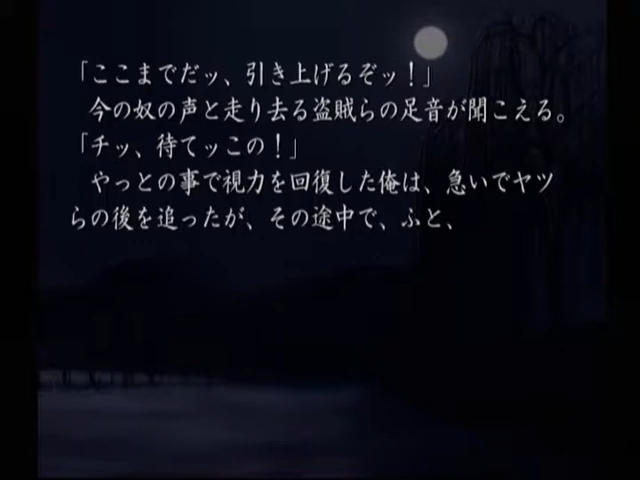 「ここまでだッ、引き上げるぞッ！」
今の奴の声と走り去る盗賊らの足音が聞こえる。
「チッ、待てッこの！」
やっとの事で視力を回復した俺は、急いでヤツ
らの後を追ったが、その途中で、ふと、